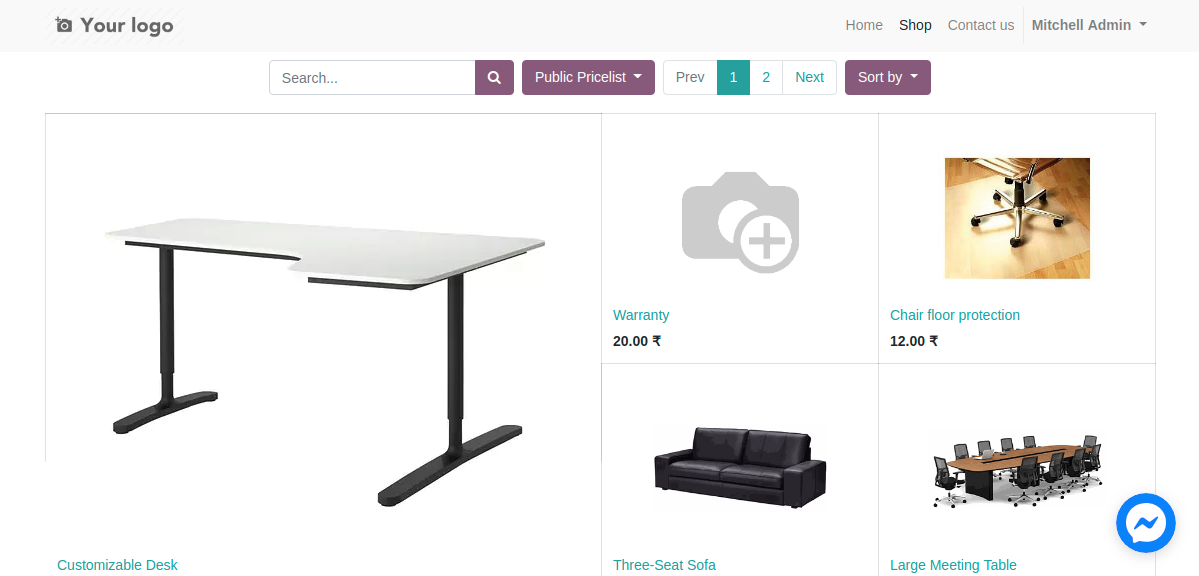 Your logo
Home Shop Contact us Mitchell Admin
Search... Public Pricelist Prev 1 2 Next Sort by
Warranty
20.00 ₹
Chair floor protection
12.00 ₹
Customizable Desk
Three-Seat Sofa
Large Meeting Table